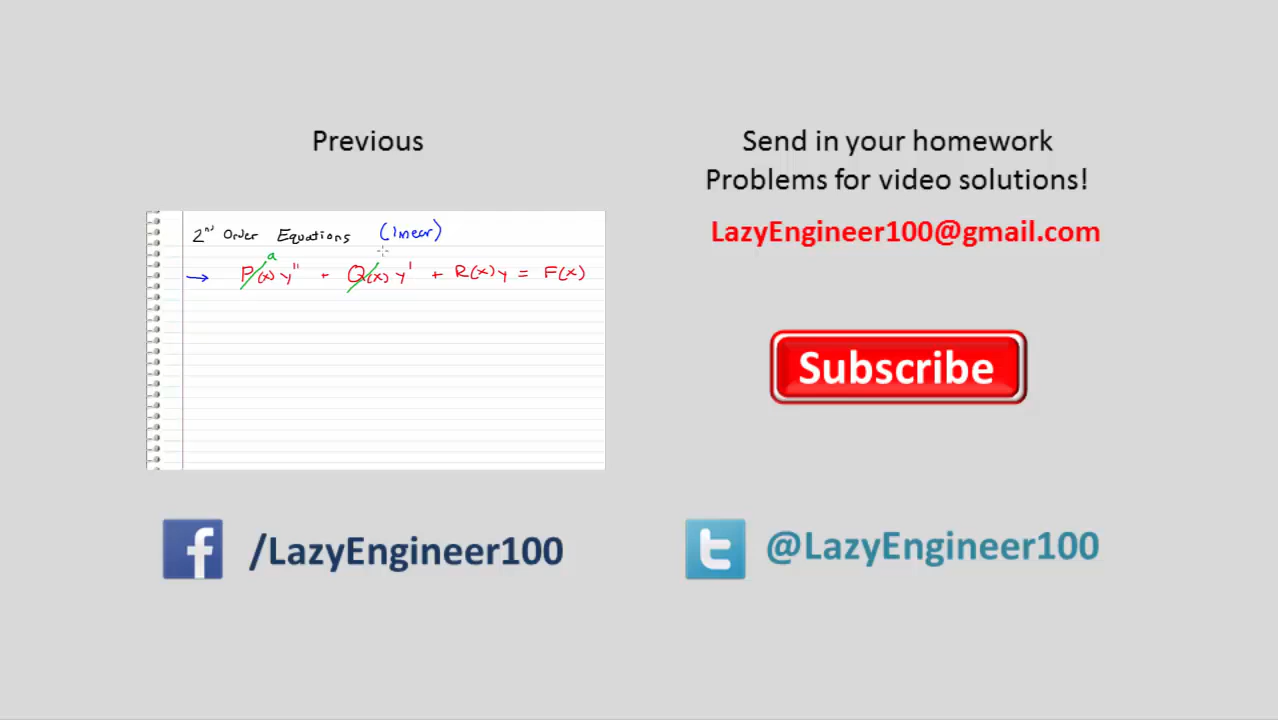 Previous
Send in your homework
Problems for video solutions!
LazyEngineer100@gmail.com
2nd Order Equations (linear)
→ P(x) a y'' + Q(x) y' + R(x) y = F(x)
Subscribe
/LazyEngineer100
@LazyEngineer100